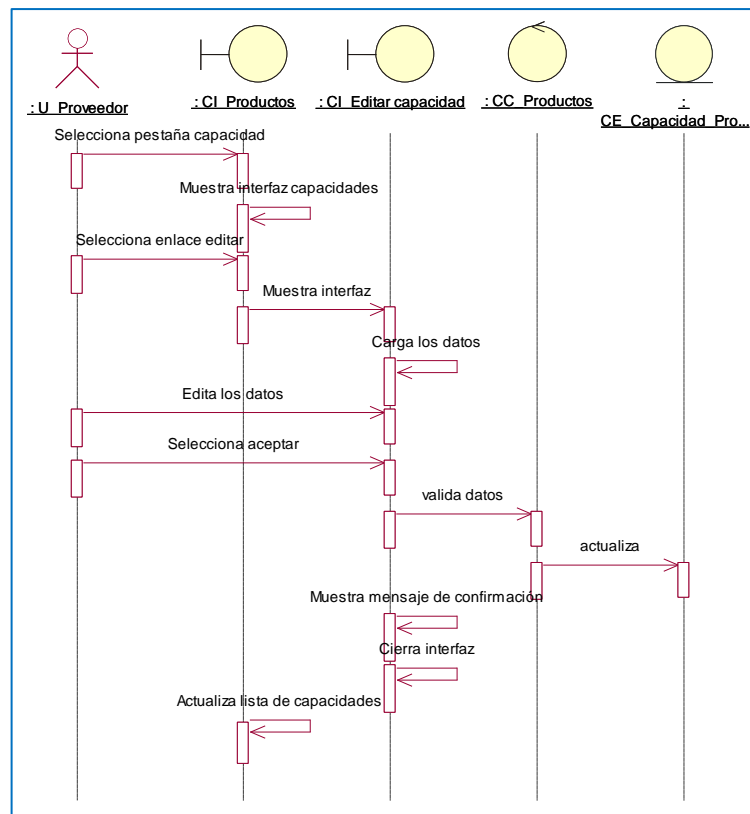 : U_Proveedor
: CI_Productos
: CI_Editar capacidad
: CC_Productos
:
CE_Capacidad_Pro...
Selecciona pestaña capacidad
Muestra interfaz capacidades
Selecciona enlace editar
Muestra interfaz
Carga los datos
Edita los datos
Selecciona aceptar
valida datos
actualiza
Muestra mensaje de confirmación
Cierra interfaz
Actualiza lista de capacidades